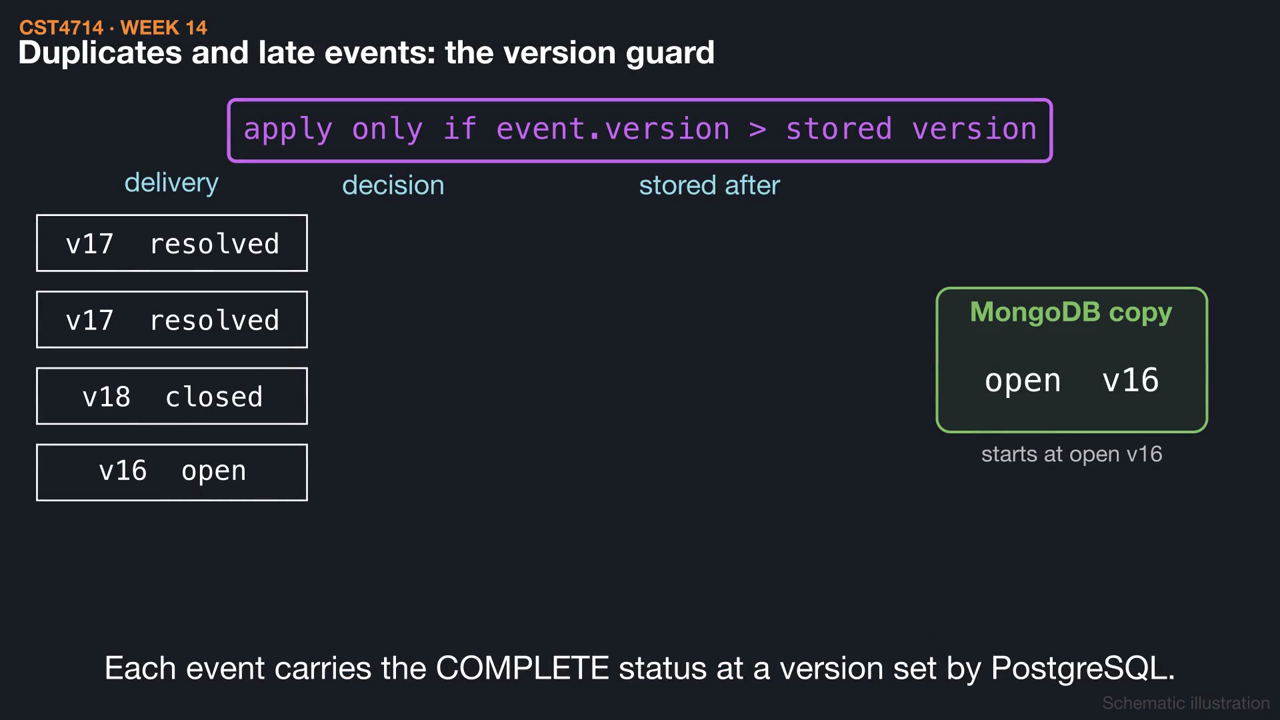 CST4714 · WEEK 14
Duplicates and late events: the version guard
apply only if event.version > stored version
delivery decision stored after
v17 resolved
v17 resolved
v18 closed
v16 open
MongoDB copy
open v16
starts at open v16
Each event carries the COMPLETE status at a version set by PostgreSQL.
Schematic illustration